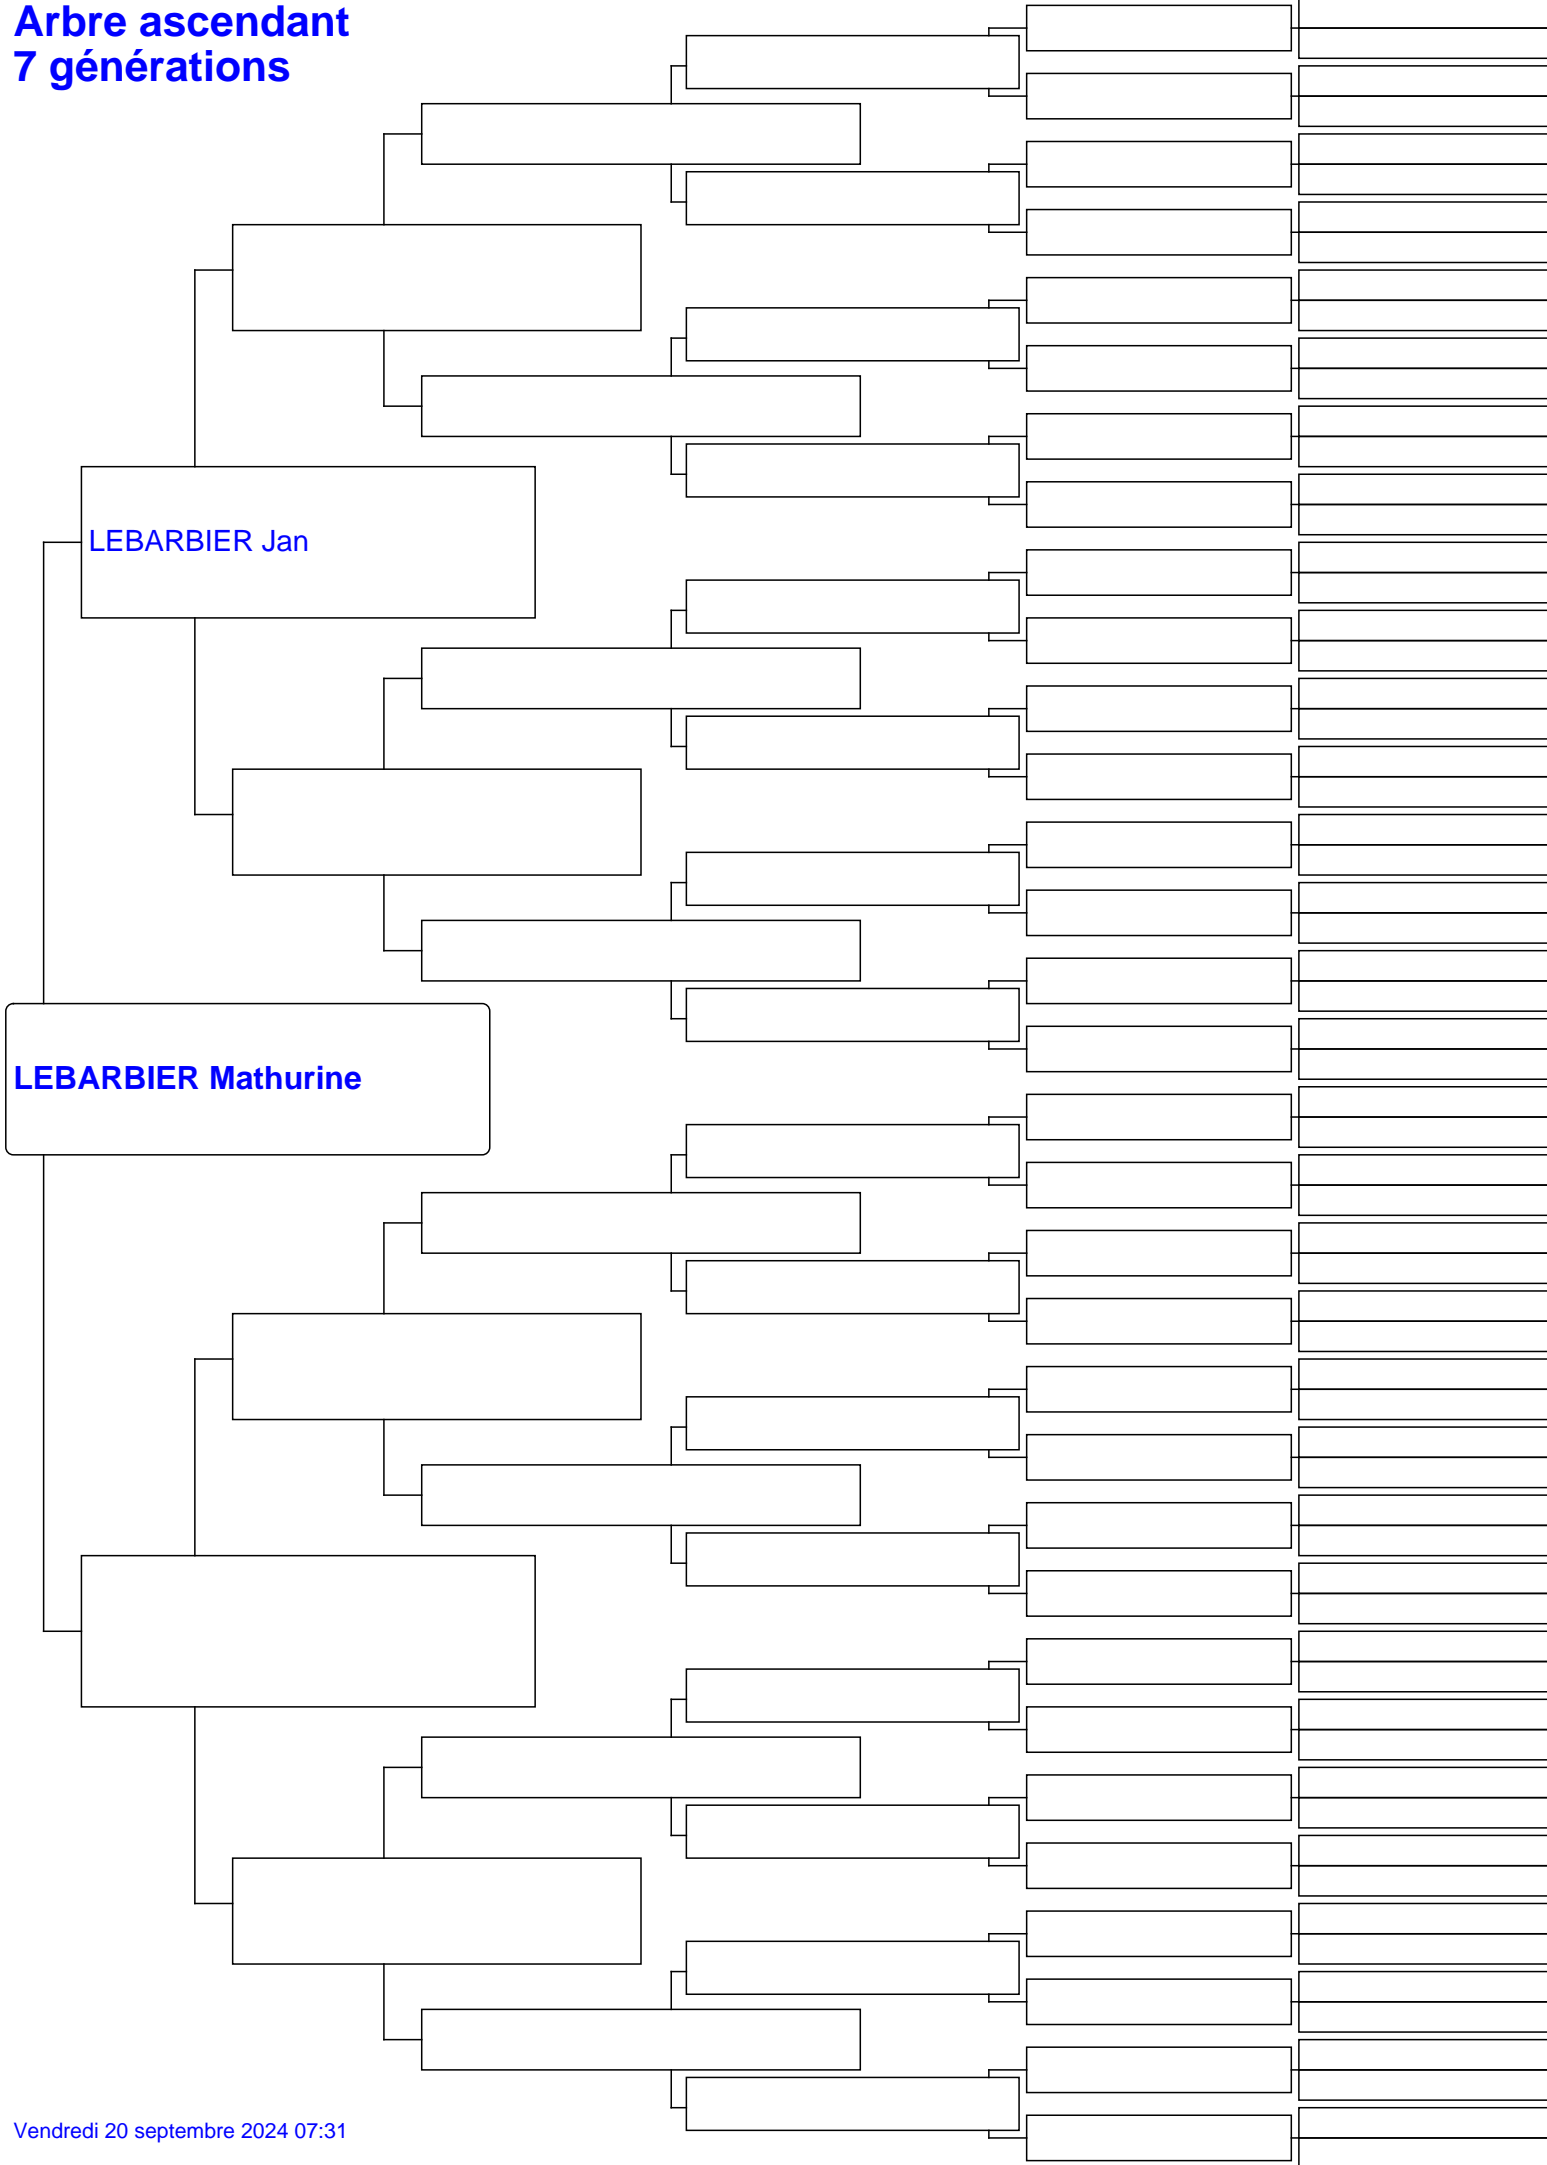 Arbre ascendant
7 générations
LEBARBIER Jan
LEBARBIER Mathurine
Vendredi 20 septembre 2024 07:31